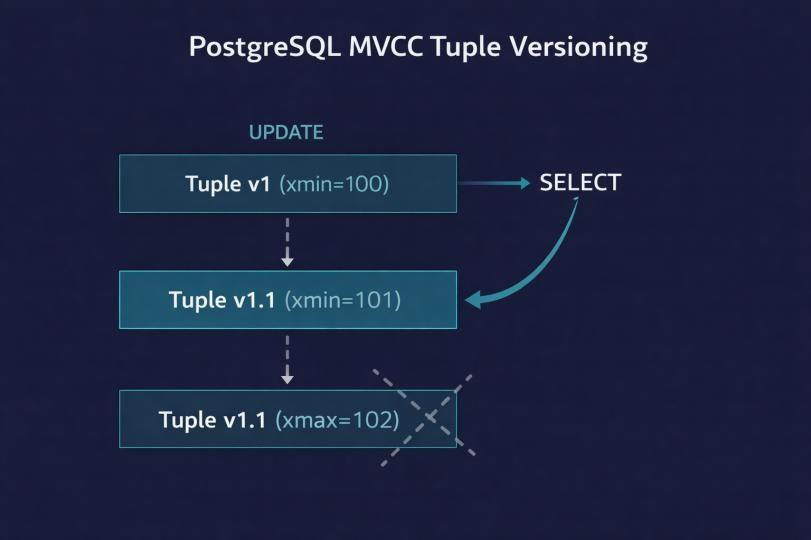 PostgreSQL MVCC Tuple Versioning
UPDATE
Tuple v1 (xmin=100)
SELECT
Tuple v1.1 (xmin=101)
Tuple v1.1 (xmax=102)